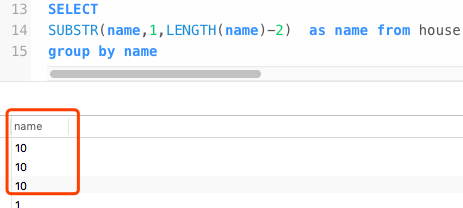 13 SELECT
14 SUBSTR(name,1,LENGTH(name)-2) as name from house
15 group by name
name
10
10
10
1